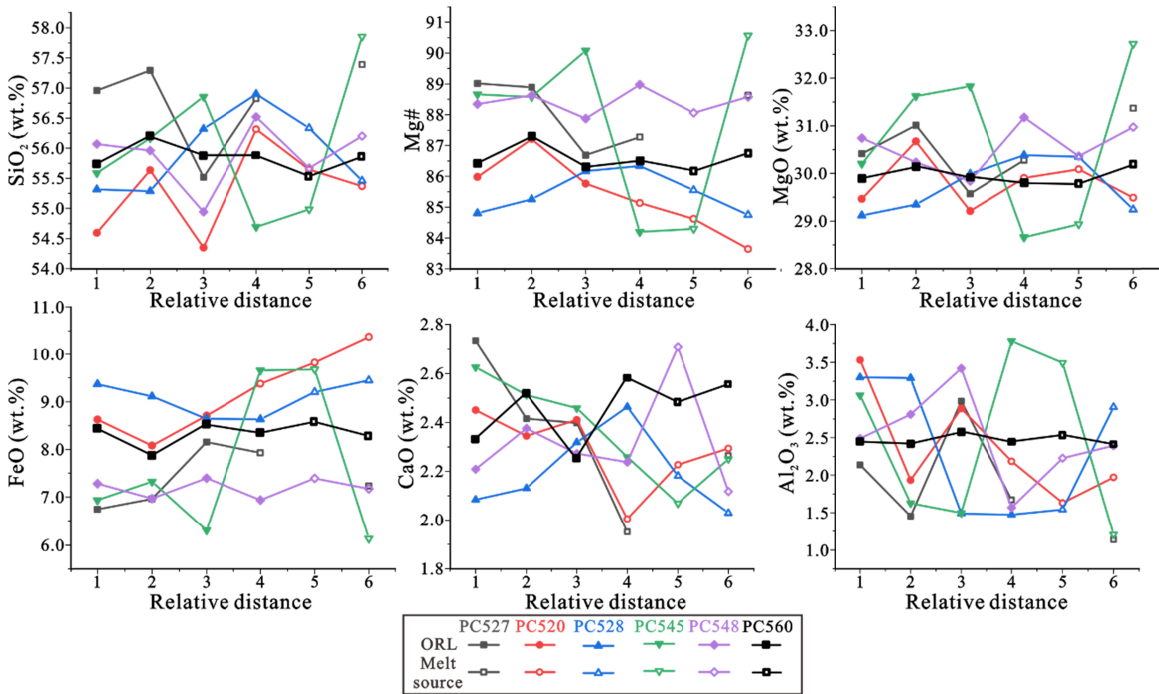 SiO2 (wt.%)
58.0
57.5
57.0
56.5
56.0
55.5
55.0
54.5
54.0
1 2 3 4 5 6
Relative distance
Mg#
91
90
89
88
87
86
85
84
83
1 2 3 4 5 6
Relative distance
MgO (wt.%)
33.0
32.0
31.0
30.0
29.0
28.0
1 2 3 4 5 6
Relative distance
FeO (wt.%)
11.0
10.0
9.0
8.0
7.0
6.0
1 2 3 4 5 6
Relative distance
CaO (wt.%)
2.8
2.6
2.4
2.2
2.0
1.8
1 2 3 4 5 6
Relative distance
Al2O3 (wt.%)
4.0
3.5
3.0
2.5
2.0
1.5
1.0
1 2 3 4 5 6
Relative distance
PC527 PC520 PC528 PC545 PC548 PC560
ORL
Melt
source